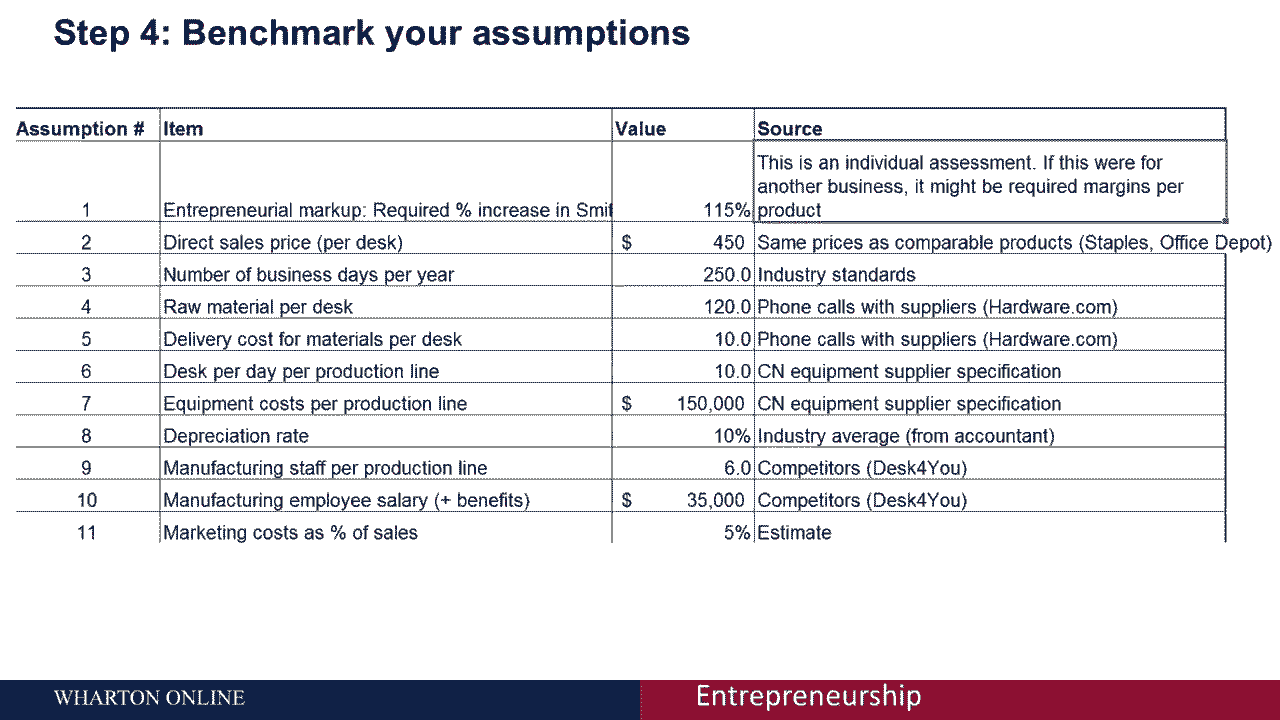 Step 4: Benchmark your assumptions
Assumption # Item Value Source
This is an individual assessment. If this were for
another business, it might be required margins per
1 Entrepreneurial markup: Required % increase in Smit 115% product
2 Direct sales price (per desk) $ 450 Same prices as comparable products (Staples, Office Depot)
3 Number of business days per year 250.0 Industry standards
4 Raw material per desk 120.0 Phone calls with suppliers (Hardware.com)
5 Delivery cost for materials per desk 10.0 Phone calls with suppliers (Hardware.com)
6 Desk per day per production line 10.0 CN equipment supplier specification
7 Equipment costs per production line $ 150,000 CN equipment supplier specification
8 Depreciation rate 10% Industry average (from accountant)
9 Manufacturing staff per production line 6.0 Competitors (Desk4You)
10 Manufacturing employee salary (+ benefits) $ 35,000 Competitors (Desk4You)
11 Marketing costs as % of sales 5% Estimate
WHARTON ONLINE
Entrepreneurship